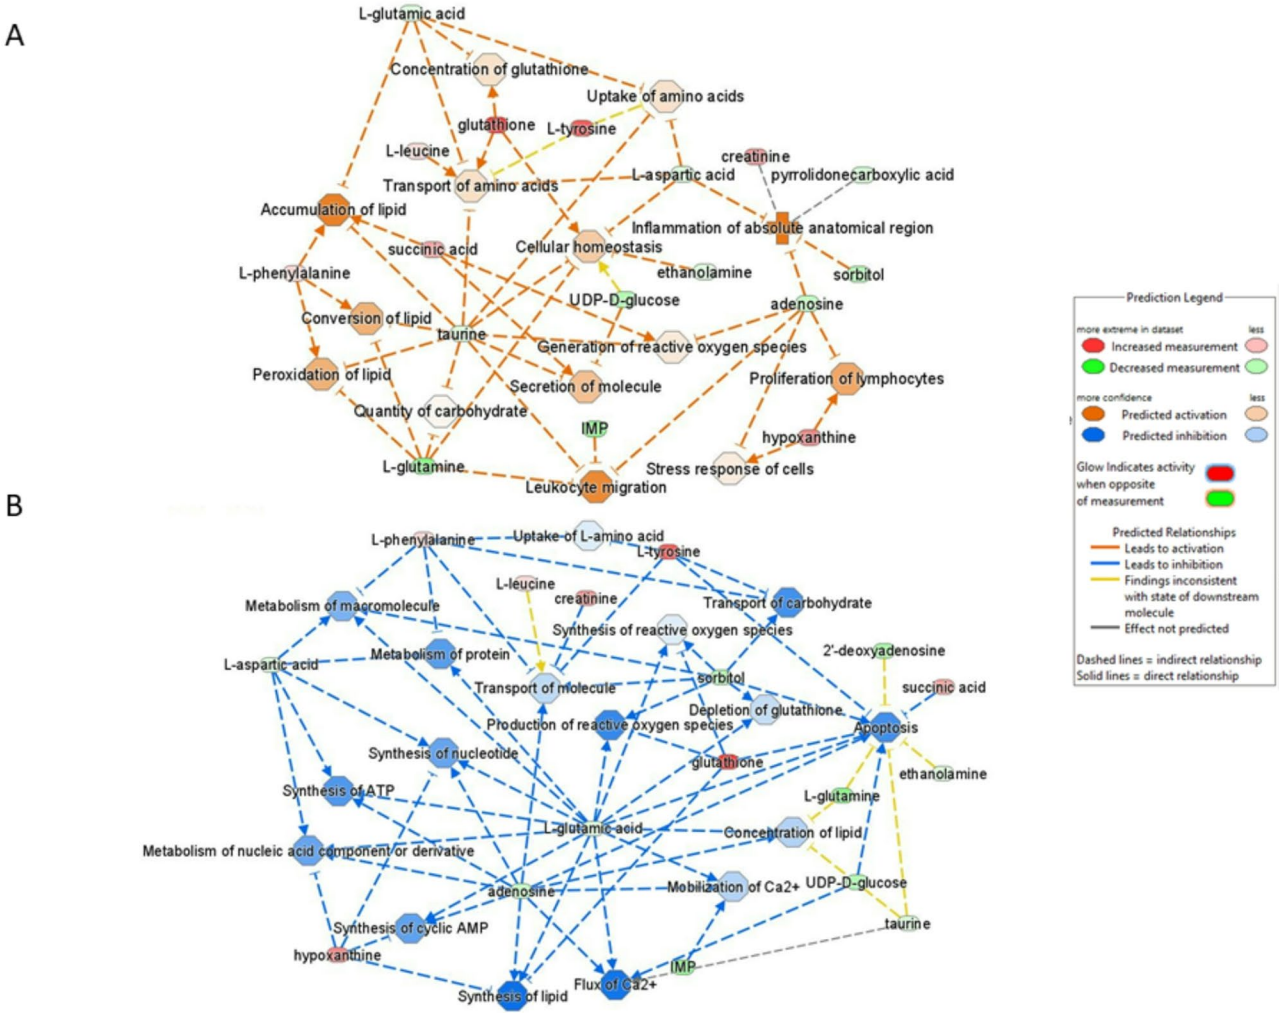 A
L-glutamic acid
Concentration of glutathione
Uptake of amino acids
glutathione
L-tyrosine
L-leucine
creatinine
Transport of amino acids
L-aspartic acid
pyrrolidonecarboxylic acid
Accumulation of lipid
Inflammation of absolute anatomical region
succinic acid
Cellular homeostasis
L-phenylalanine
ethanolamine
sorbitol
UDP-D-glucose
adenosine
Conversion of lipid
taurine
Generation of reactive oxygen species
Peroxidation of lipid
Secretion of molecule
Proliferation of lymphocytes
Quantity of carbohydrate
IMP
hypoxanthine
L-glutamine
Stress response of cells
Leukocyte migration
B
L-phenylalanine
Uptake of L-amino acid
L-tyrosine
L-leucine
creatinine
Metabolism of macromolecule
Transport of carbohydrate
Synthesis of reactive oxygen species
2'-deoxyadenosine
L-aspartic acid
Metabolism of protein
sorbitol
Transport of molecule
succinic acid
Depletion of glutathione
Production of reactive oxygen species
Apoptosis
Synthesis of nucleotide
glutathione
ethanolamine
Synthesis of ATP
L-glutamine
L-glutamic acid
Concentration of lipid
Metabolism of nucleic acid component or derivative
adenosine
Mobilization of Ca2+
UDP-D-glucose
Synthesis of cyclic AMP
taurine
hypoxanthine
IMP
Synthesis of lipid
Flux of Ca2+
Prediction Legend
more extreme in dataset
less
Increased measurement
Decreased measurement
more confidence
less
Predicted activation
Predicted inhibition
Glow Indicates activity
when opposite
of measurement
Predicted Relationships
Leads to activation
Leads to inhibition
Findings inconsistent
with state of downstream
molecule
Effect not predicted
Dashed lines = indirect relationship
Solid lines = direct relationship